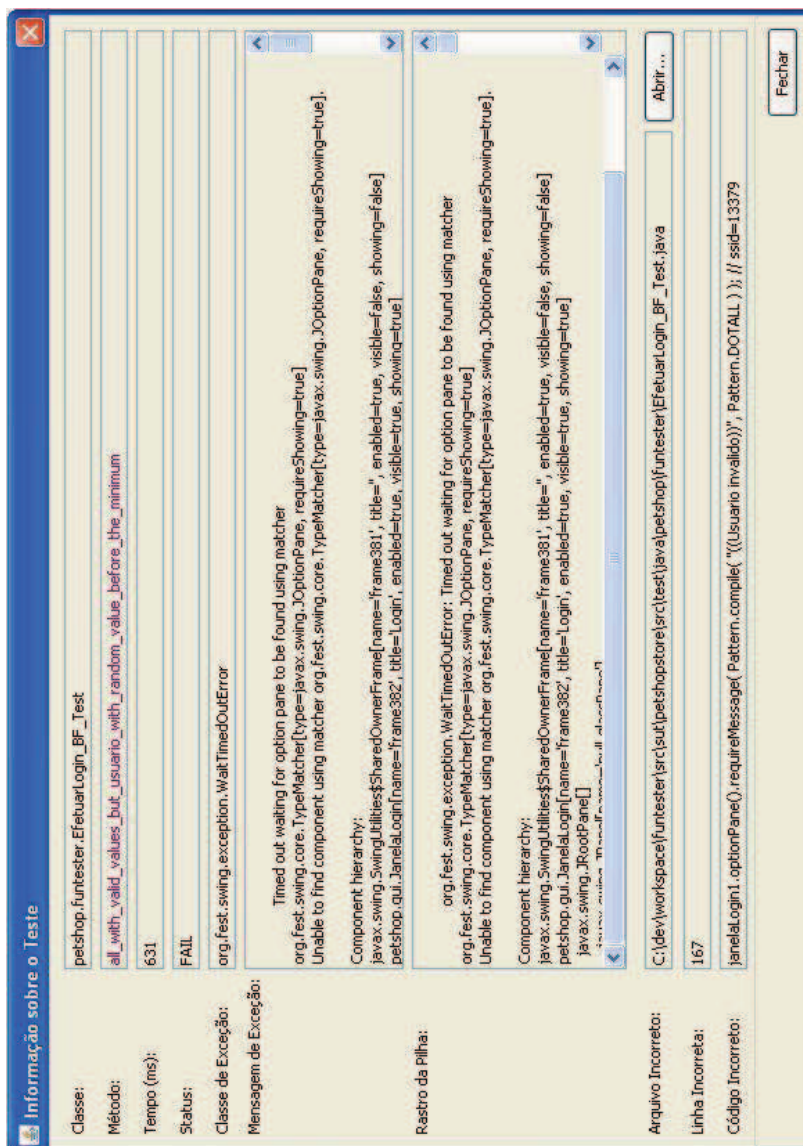 Informação sobre o Teste
Classe: petshop.funtester.EfetuarLogin_BF_Test
Método: all_with_valid_values_but_usuario_with_random_value_before_the_minimum
Tempo (ms): 631
Status: FAIL
Classe de Exceção: org.fest.swing.exception.WaitTimedOutError
Mensagem de Exceção:
Timed out waiting for option pane to be found using matcher
org.fest.swing.core.TypeMatcher[type=javax.swing.JOptionPane, requireShowing=true]
Unable to find component using matcher org.fest.swing.core.TypeMatcher[type=javax.swing.JOptionPane, requireShowing=true].
Component hierarchy:
javax.swing.SwingUtilities$SharedOwnerFrame[name='frame381', title='', enabled=true, visible=false, showing=false]
petshop.gui.JanelaLogin[name='frame382', title='Login', enabled=true, visible=true, showing=true]
Rastro da Pilha:
org.fest.swing.exception.WaitTimedOutError: Timed out waiting for option pane to be found using matcher
org.fest.swing.core.TypeMatcher[type=javax.swing.JOptionPane, requireShowing=true]
Unable to find component using matcher org.fest.swing.core.TypeMatcher[type=javax.swing.JOptionPane, requireShowing=true].
Component hierarchy:
javax.swing.SwingUtilities$SharedOwnerFrame[name='frame381', title='', enabled=true, visible=false, showing=false]
petshop.gui.JanelaLogin[name='frame382', title='Login', enabled=true, visible=true, showing=true]
javax.swing.JRootPane[]
javax.swing.JPanel[name='null.glassPane']
Arquivo Incorreto: C:\dev\workspace\funtester\src\sut\petshopstore\src\test\java\petshop\funtester\EfetuarLogin_BF_Test.java Abrir...
Linha Incorreta: 167
Código Incorreto: janelaLogin1.optionPane().requireMessage( Pattern.compile( "((Usuario invalido))", Pattern.DOTALL ) ); // ssid=13379
Fechar